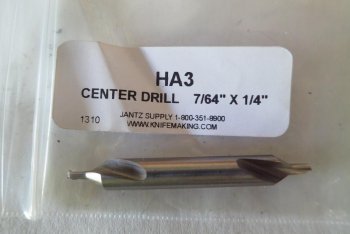 HA3
CENTER DRILL 7/64" X 1/4"
1310 JANTZ SUPPLY 1-800-351-8900
WWW.KNIFEMAKING.COM